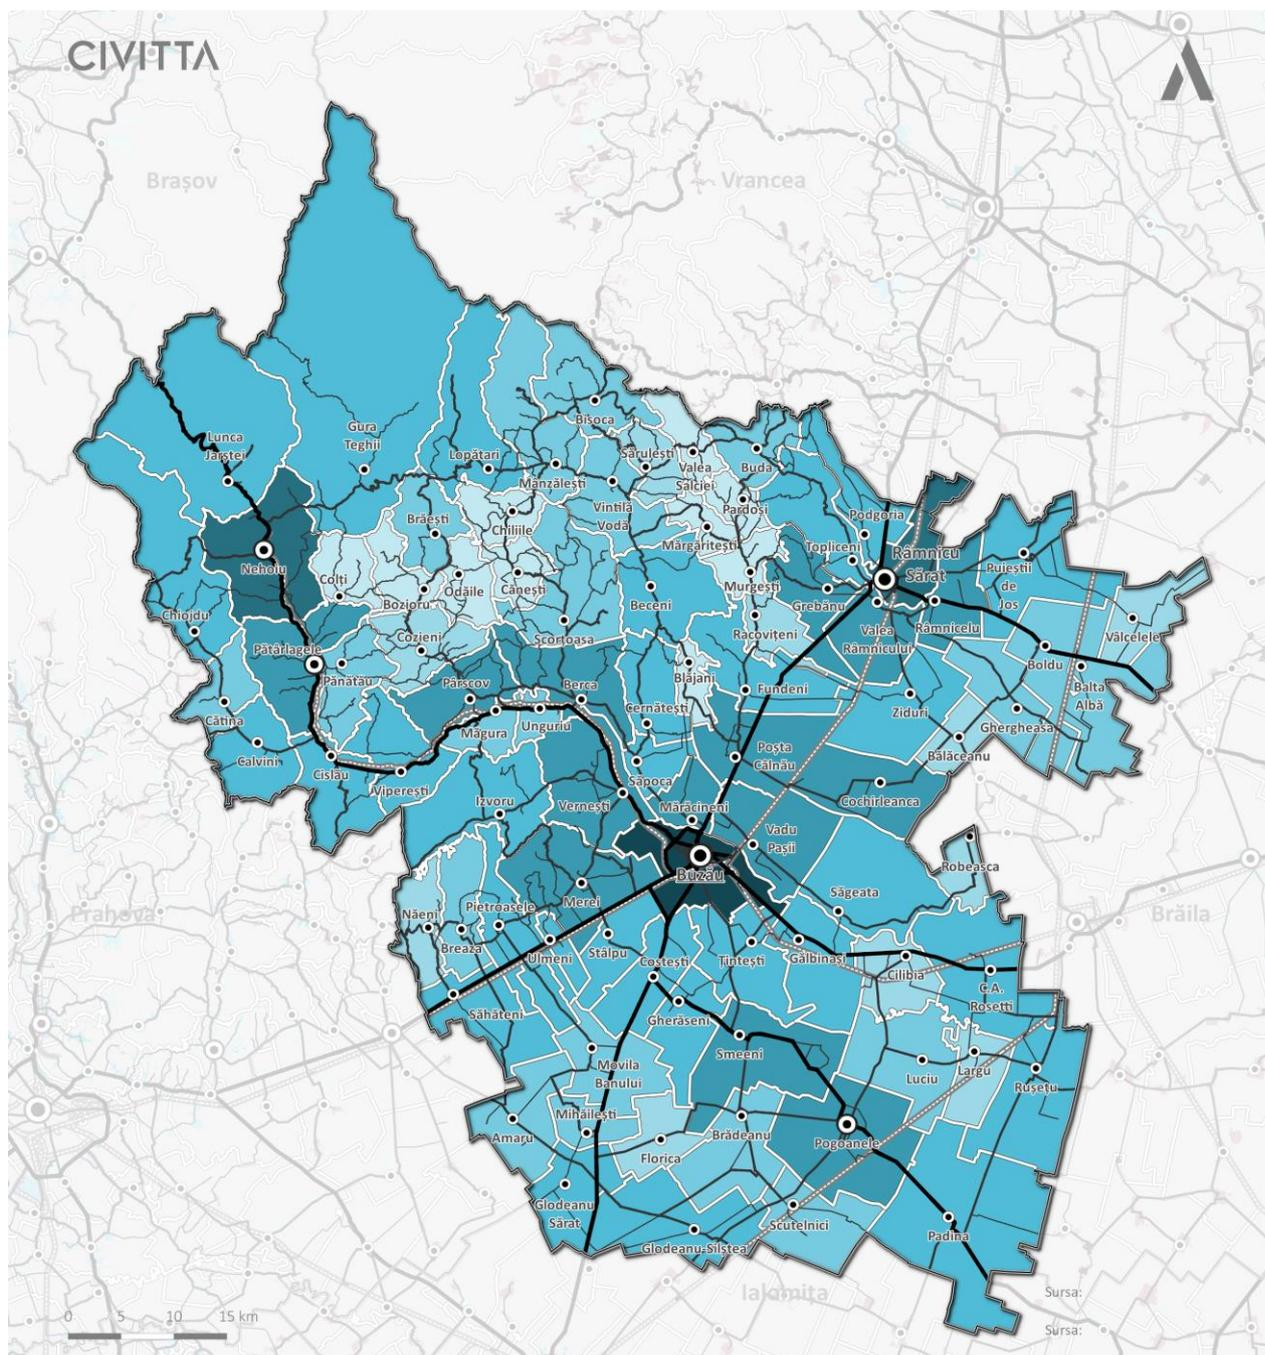 CIVITTA
Brașov
Vrancea
Lunca
Jarștei
Gura
Teghii
Lopătari
Bisoca
Mânzălești
Sărulești
Valea
Sălciei
Buda
Vintilă
Vodă
Pardoși
Podgoria
Brăești
Chiliile
Mărgăritești
Topliceni
Râmnicu
Sărat
Puieștii
de
Jos
Nehoiu
Colți
Bozioru
Odăile
Cănești
Murgești
Grebănu
Beceni
Chiojdu
Cozieni
Scorțoasa
Racovițeni
Valea
Râmnicului
Râmnicelu
Vâlcelele
Pătârlagele
Pănătău
Boldu
Balta
Albă
Blăjani
Pârscov
Berca
Fundeni
Cătina
Măgura
Unguriu
Cernătești
Ziduri
Ghergheasa
Calvini
Cislău
Viperești
Săpoca
Poșta
Câlnău
Bălăceanu
Izvoru
Vernești
Mărăcineni
Cochirleanca
Vadu
Pașii
Buzău
Robeasca
Prahova
Năeni
Pietroasele
Merei
Săgeata
Brăila
Breaza
Ulmeni
Stâlpu
Costești
Țintești
Gălbinași
Cilibia
C.A.
Rosetti
Săhăteni
Gherăseni
Smeeni
Movila
Banului
Luciu
Largu
Rușețu
Mihăilești
Amaru
Florica
Brădeanu
Pogoanele
Glodeanu
Sărat
Scutelnici
Padina
Glodeanu-Siliștea
Ialomița
Sursa:
0 5 10 15 km
Sursa: